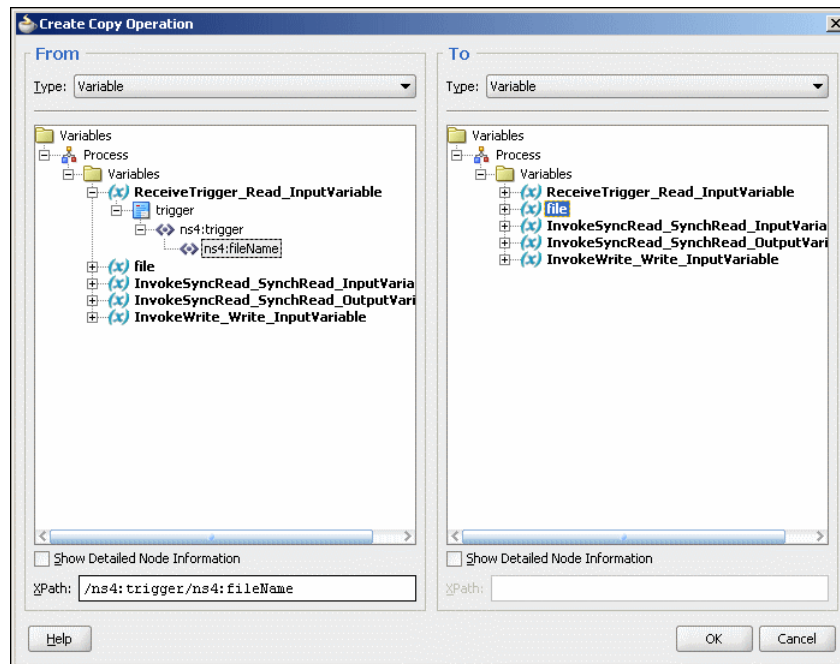 Create Copy Operation
From
Type: Variable
Variables
Process
Variables
ReceiveTrigger_Read_InputVariable
trigger
ns4:trigger
ns4:fileName
file
InvokeSyncRead_SynchRead_InputVaria
InvokeSyncRead_SynchRead_OutputVari
InvokeWrite_Write_InputVariable
Show Detailed Node Information
XPath: /ns4:trigger/ns4:fileName
To
Type: Variable
Variables
Process
Variables
ReceiveTrigger_Read_InputVariable
file
InvokeSyncRead_SynchRead_InputVaria
InvokeSyncRead_SynchRead_OutputVari
InvokeWrite_Write_InputVariable
Show Detailed Node Information
XPath:
Help
OK
Cancel